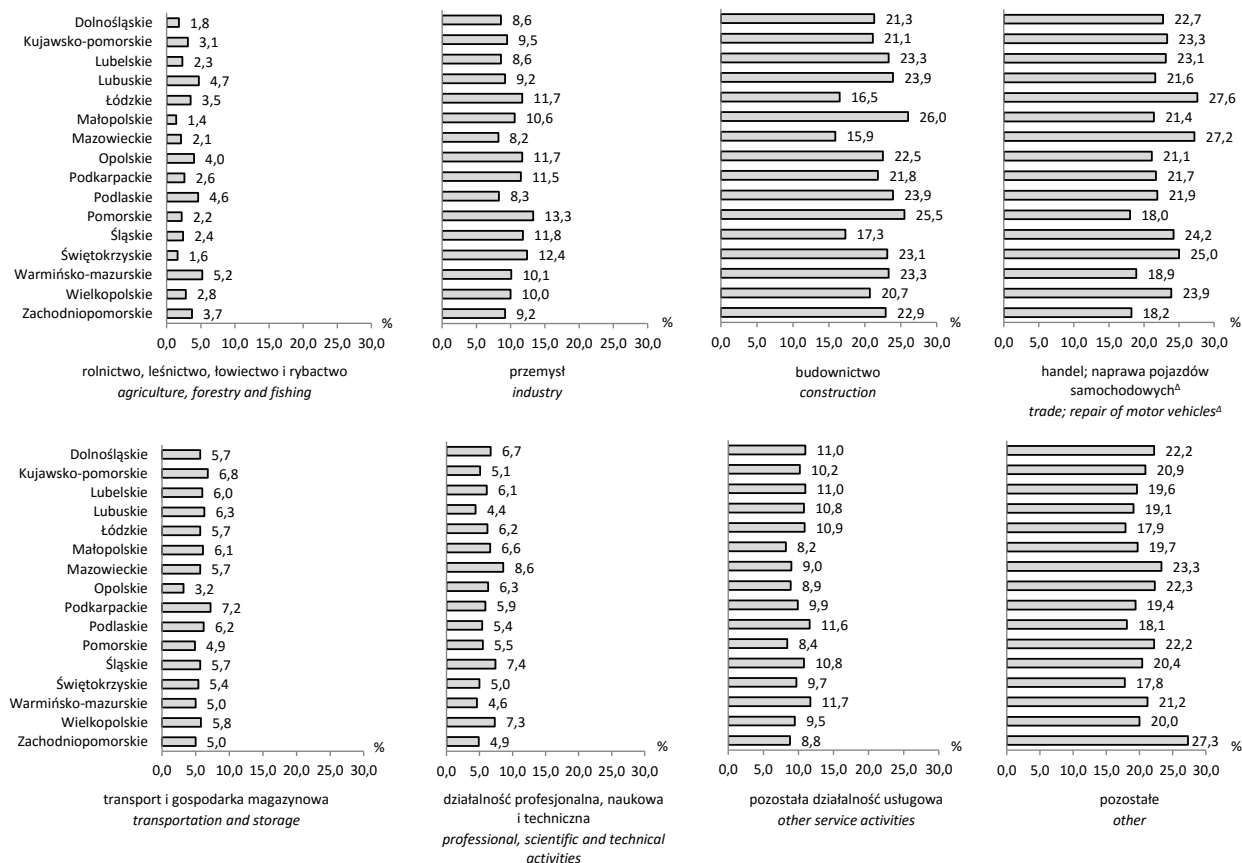 Dolnośląskie 1,8 8,6 21,3 22,7
Kujawsko-pomorskie 3,1 9,5 21,1 23,3
Lubelskie 2,3 8,6 23,3 23,1
Lubuskie 4,7 9,2 23,9 21,6
Łódzkie 3,5 11,7 16,5 27,6
Małopolskie 1,4 10,6 26,0 21,4
Mazowieckie 2,1 8,2 15,9 27,2
Opolskie 4,0 11,7 22,5 21,1
Podkarpackie 2,6 11,5 21,8 21,7
Podlaskie 4,6 8,3 23,9 21,9
Pomorskie 2,2 13,3 25,5 18,0
Śląskie 2,4 11,8 17,3 24,2
Świętokrzyskie 1,6 12,4 23,1 25,0
Warmińsko-mazurskie 5,2 10,1 23,3 18,9
Wielkopolskie 2,8 10,0 20,7 23,9
Zachodniopomorskie 3,7 9,2 22,9 18,2
% % % %
0,0 5,0 10,0 15,0 20,0 25,0 30,0 0,0 5,0 10,0 15,0 20,0 25,0 30,0 0,0 5,0 10,0 15,0 20,0 25,0 30,0 0,0 5,0 10,0 15,0 20,0 25,0 30,0
rolnictwo, leśnictwo, łowiectwo i rybactwo
agriculture, forestry and fishing
przemysł
industry
budownictwo
construction
handel; naprawa pojazdów
samochodowychΔ
trade; repair of motor vehiclesΔ
Dolnośląskie 5,7 6,7 11,0 22,2
Kujawsko-pomorskie 6,8 5,1 10,2 20,9
Lubelskie 6,0 6,1 11,0 19,6
Lubuskie 6,3 4,4 10,8 19,1
Łódzkie 5,7 6,2 10,9 17,9
Małopolskie 6,1 6,6 8,2 19,7
Mazowieckie 5,7 8,6 9,0 23,3
Opolskie 3,2 6,3 8,9 22,3
Podkarpackie 7,2 5,9 9,9 19,4
Podlaskie 6,2 5,4 11,6 18,1
Pomorskie 4,9 5,5 8,4 22,2
Śląskie 5,7 7,4 10,8 20,4
Świętokrzyskie 5,4 5,0 9,7 17,8
Warmińsko-mazurskie 5,0 4,6 11,7 21,2
Wielkopolskie 5,8 7,3 9,5 20,0
Zachodniopomorskie 5,0 4,9 8,8 27,3
% % % %
0,0 5,0 10,0 15,0 20,0 25,0 30,0 0,0 5,0 10,0 15,0 20,0 25,0 30,0 0,0 5,0 10,0 15,0 20,0 25,0 30,0 0,0 5,0 10,0 15,0 20,0 25,0 30,0
transport i gospodarka magazynowa
transportation and storage
działalność profesjonalna, naukowa
i techniczna
professional, scientific and technical
activities
pozostała działalność usługowa
other service activities
pozostałe
other